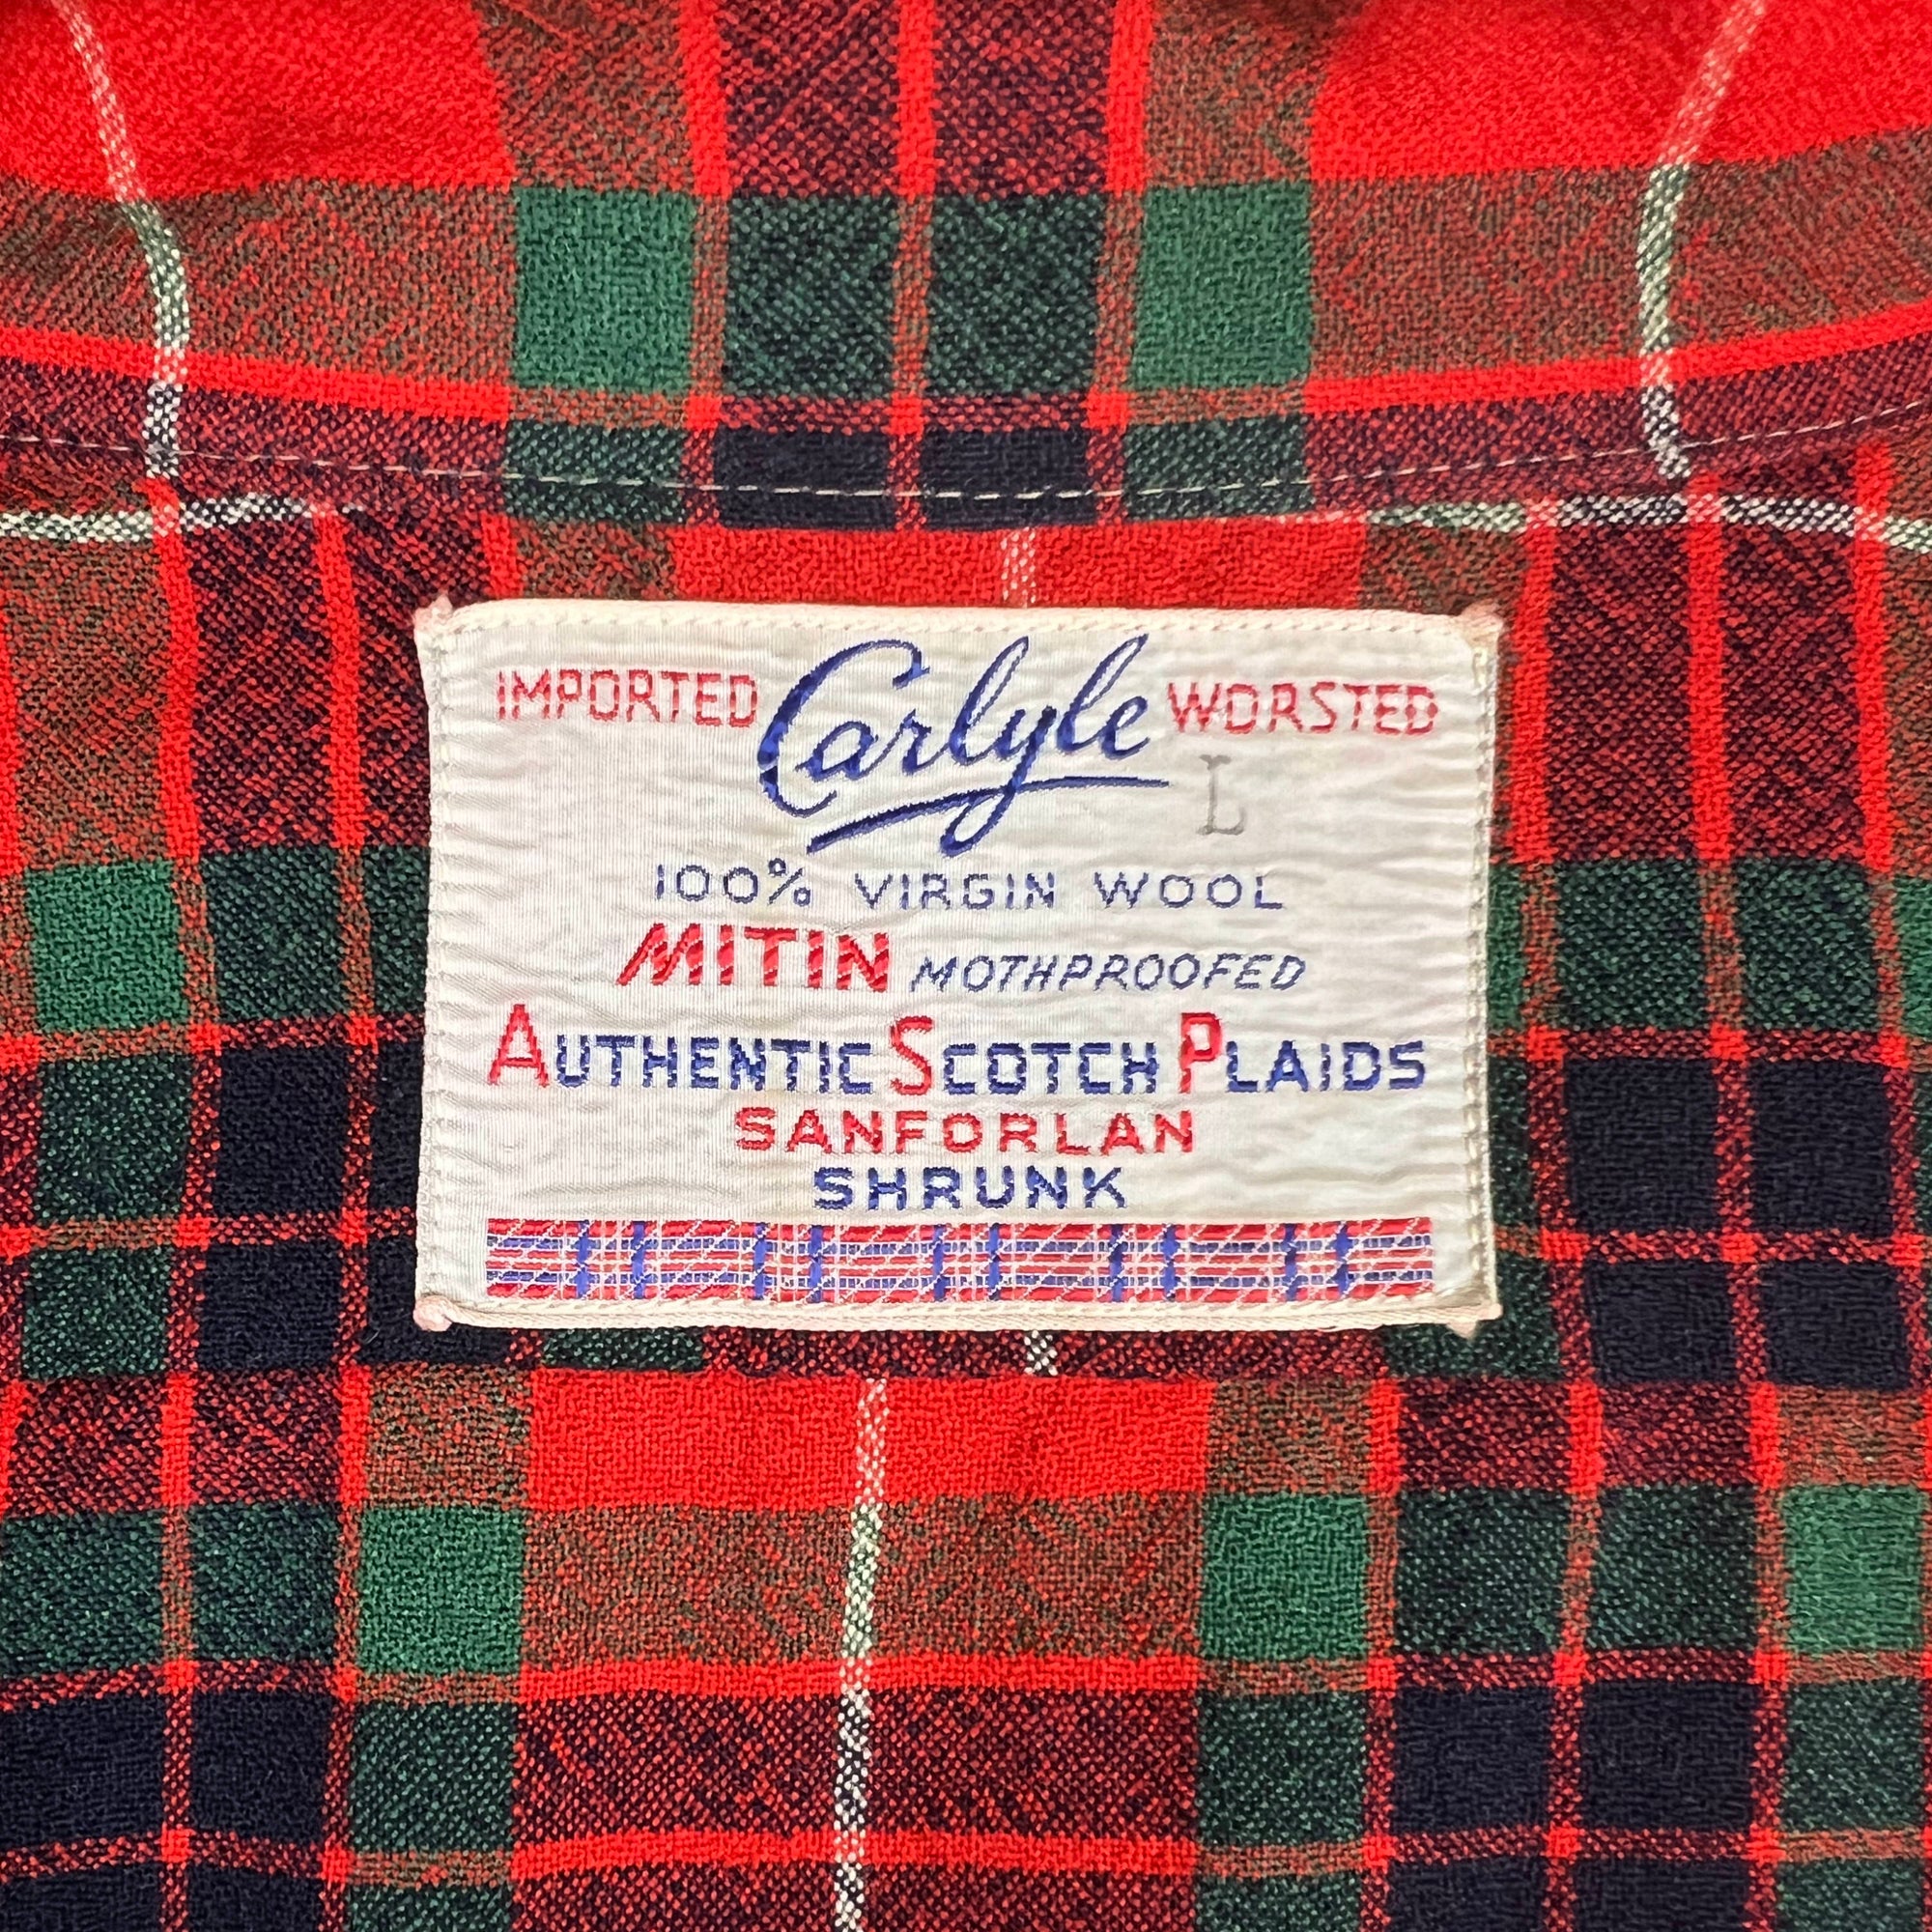 IMPORTED Carlyle WORSTED
L
100% VIRGIN WOOL
MITIN MOTHPROOFED
AUTHENTIC SCOTCH PLAIDS
SANFORLAN
SHRUNK